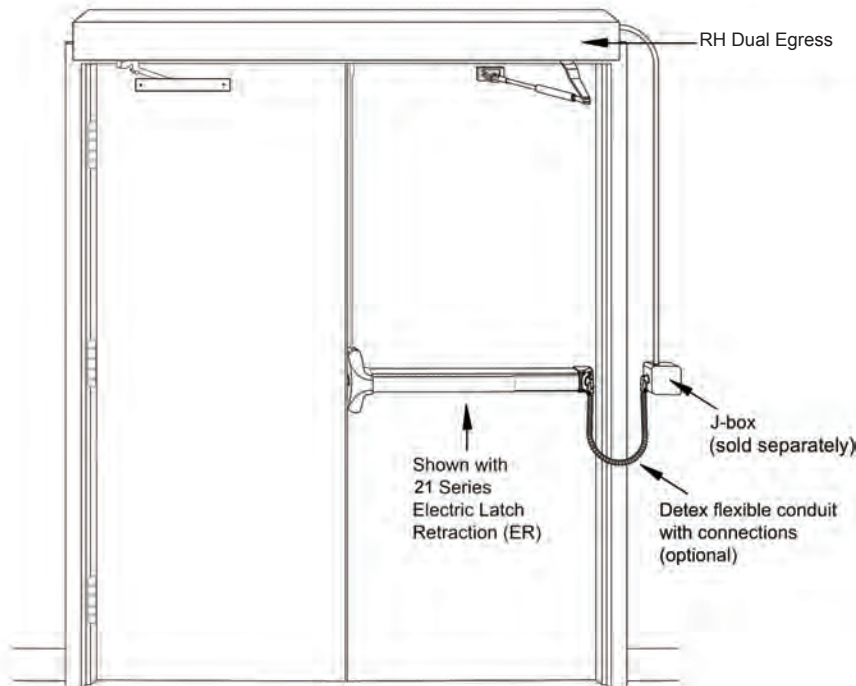 RH Dual Egress
J-box
(sold separately)
Shown with
21 Series
Electric Latch
Retraction (ER)
Detex flexible conduit
with connections
(optional)